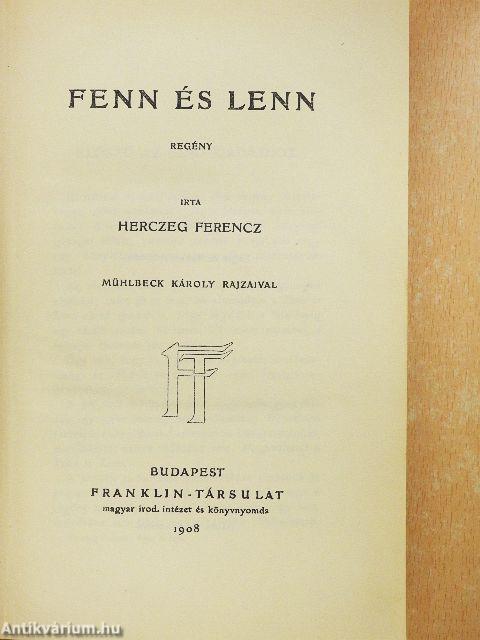 FENN ÉS LENN
REGÉNY
IRTA
HERCZEG FERENCZ
MÜHLBECK KÁROLY RAJZAIVAL
FT
BUDAPEST
FRANKLIN-TÁRSULAT
magyar irod. intézet és könyvnyomda
1908
Antikvárium.hu